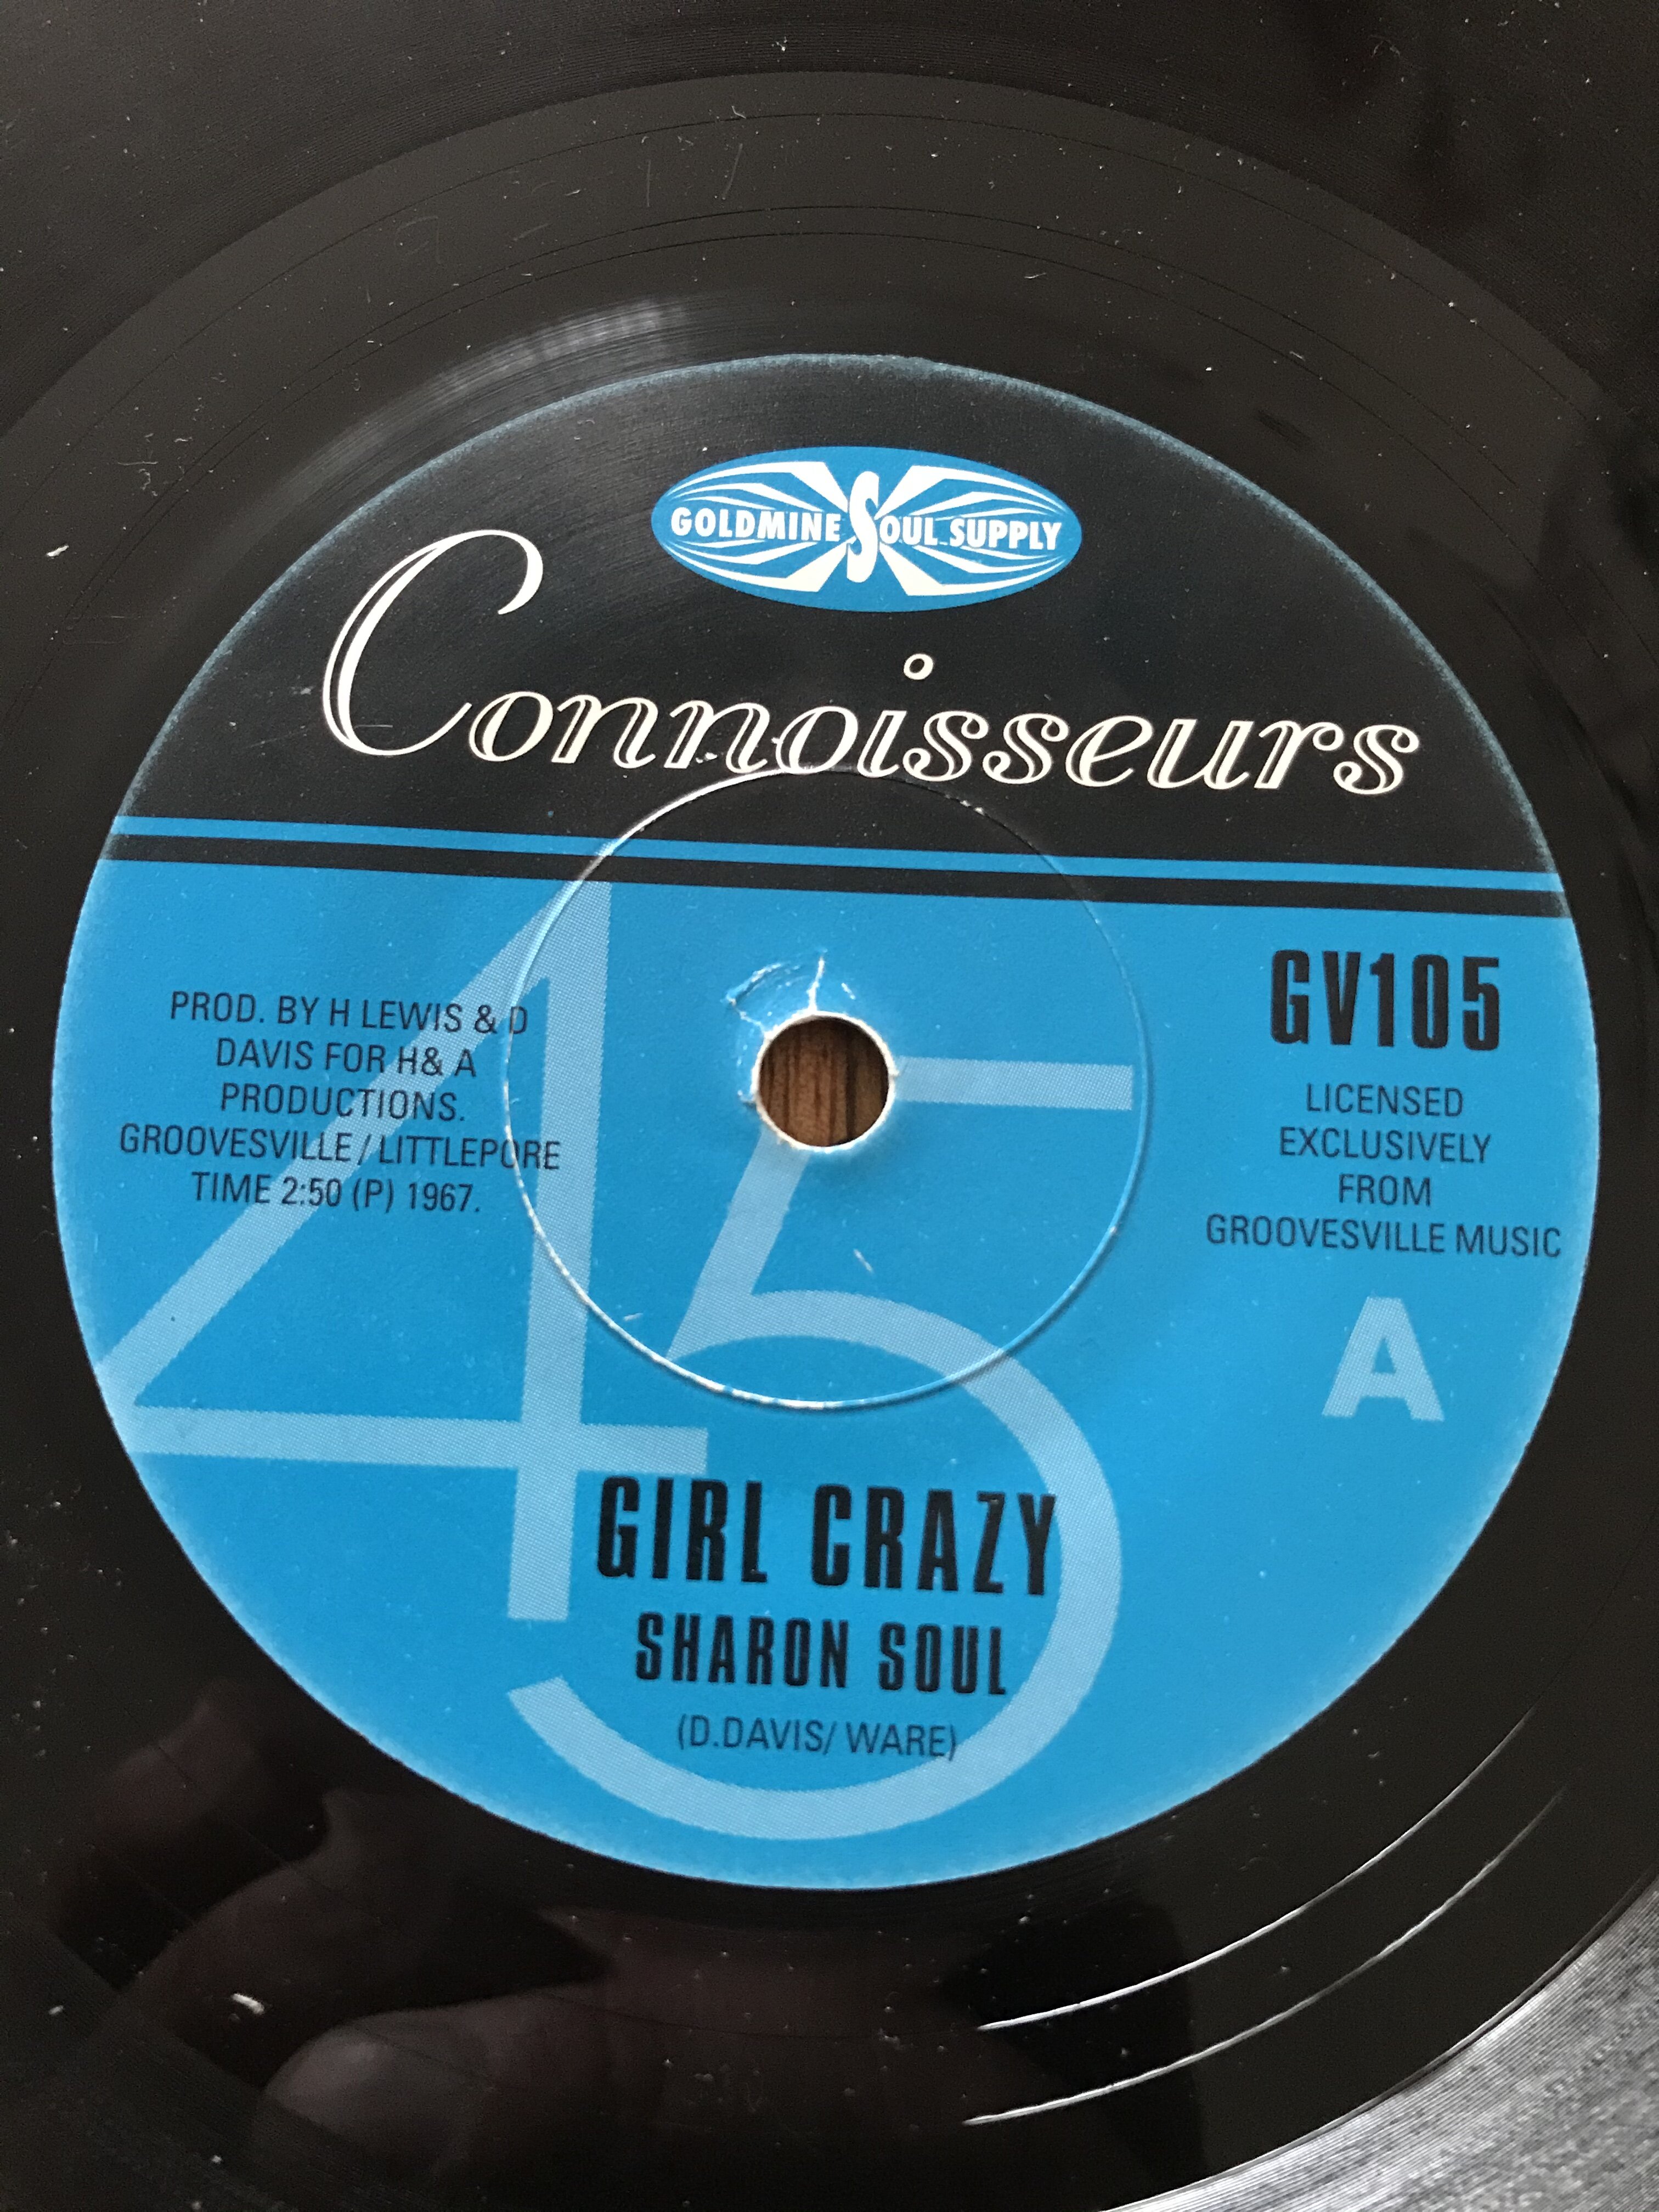 GOLDMINE SOUL SUPPLY
Connoisseurs
45
PROD. BY H LEWIS & D
DAVIS FOR H& A
PRODUCTIONS.
GROOVESVILLE / LITTLEPORE
TIME 2:50 (P) 1967.
GV105
LICENSED
EXCLUSIVELY
FROM
GROOVESVILLE MUSIC
A
GIRL CRAZY
SHARON SOUL
(D.DAVIS/ WARE)